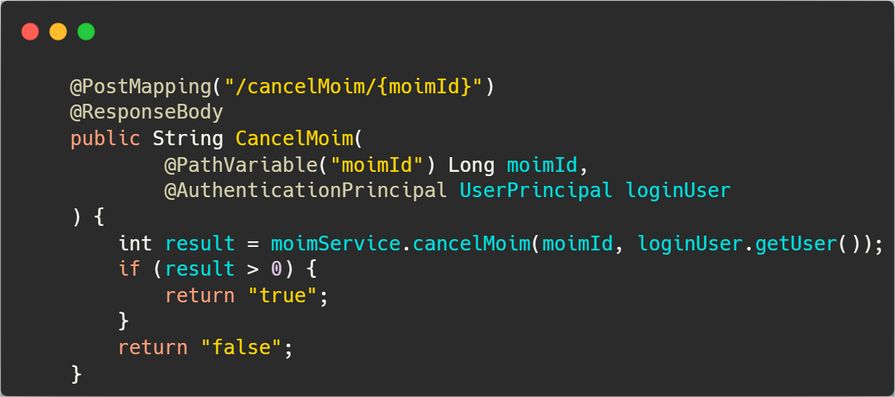 @PostMapping("/cancelMoim/{moimId}")
@ResponseBody
public String CancelMoim(
        @PathVariable("moimId") Long moimId,
        @AuthenticationPrincipal UserPrincipal loginUser
) {
    int result = moimService.cancelMoim(moimId, loginUser.getUser());
    if (result > 0) {
        return "true";
    }
    return "false";
}